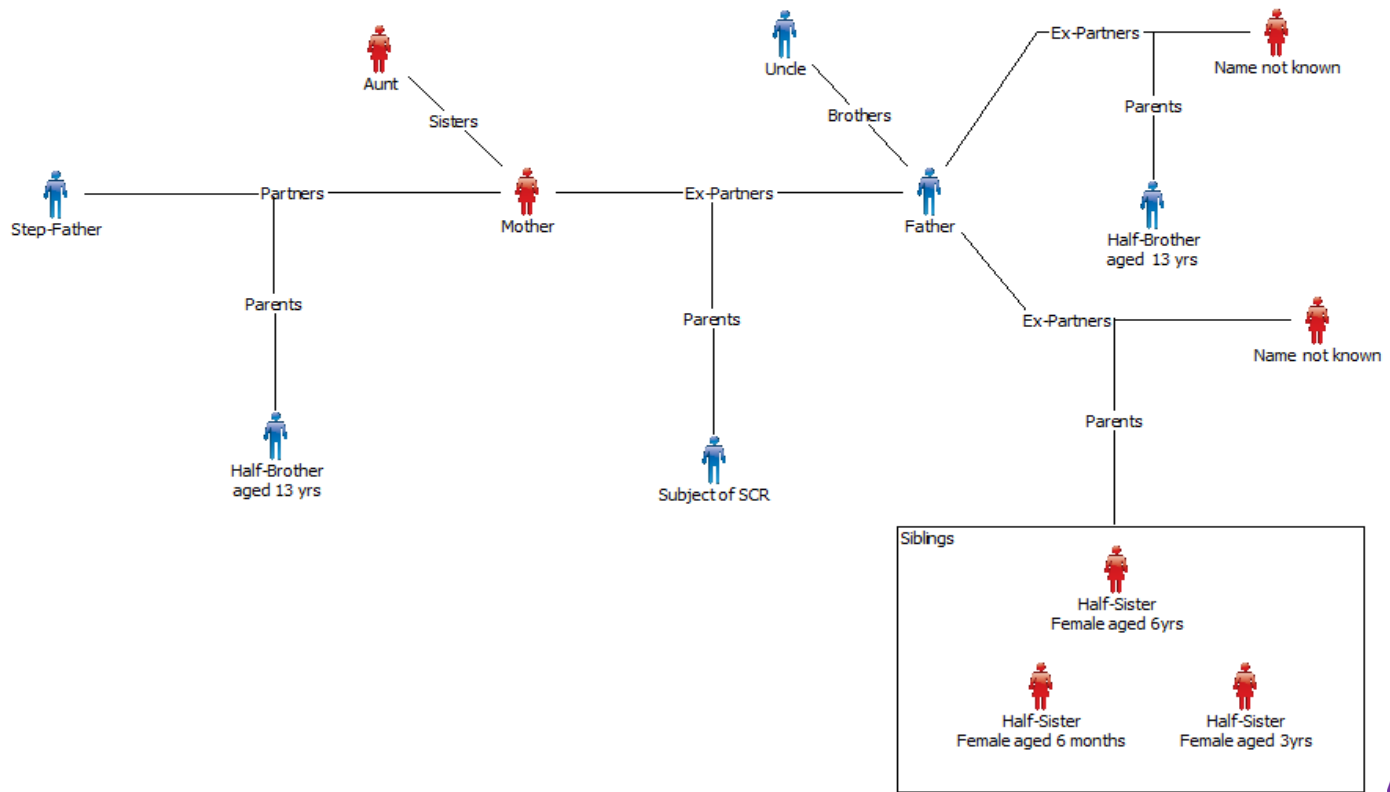 Ex-Partners
Aunt
Uncle
Name not known
Sisters
Brothers
Parents
Step-Father
Partners
Mother
Ex-Partners
Father
Half-Brother
aged 13 yrs
Parents
Parents
Ex-Partners
Name not known
Parents
Half-Brother
aged 13 yrs
Subject of SCR
Siblings
Half-Sister
Female aged 6yrs
Half-Sister
Female aged 6 months
Half-Sister
Female aged 3yrs